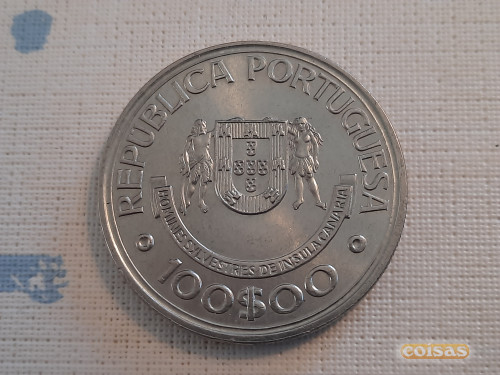 REPUBLICA PORTUGUESA
HOMINES SALVESTRES DE INSULA CANARIA
100$00
coisas